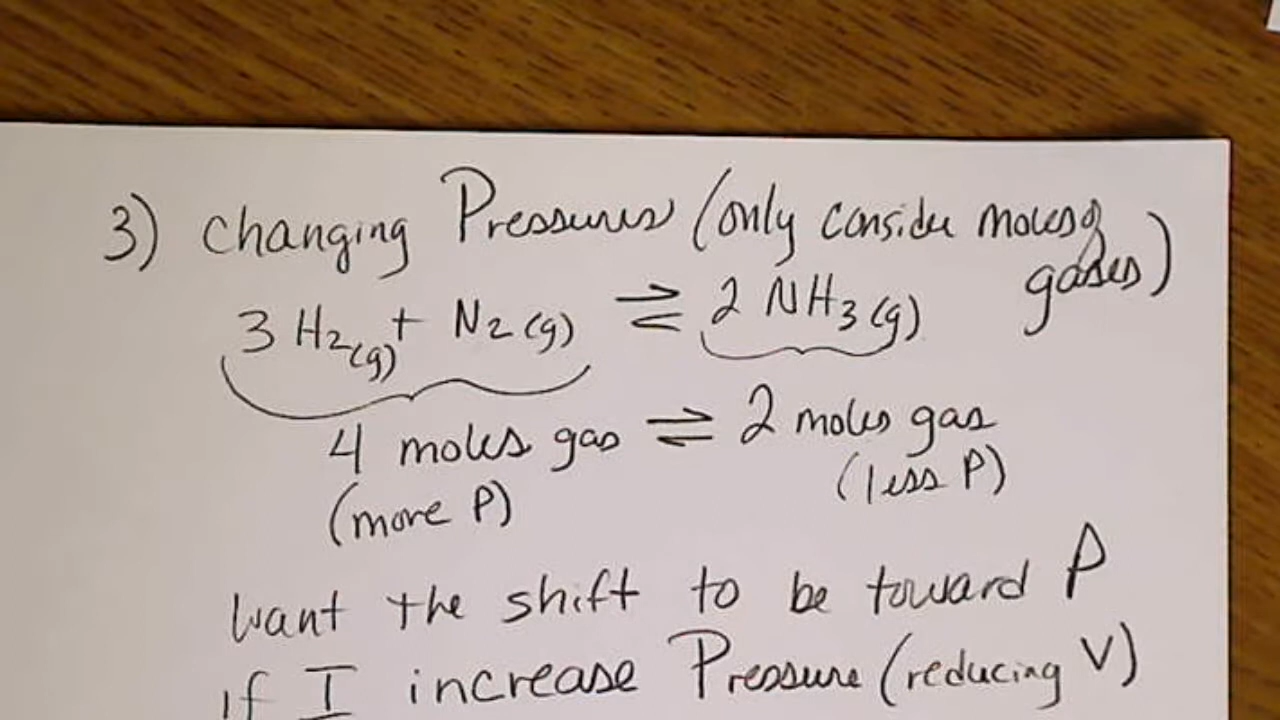 3) Changing Pressures (only consider moles of
gases)
3 H2(g) + N2(g) ⇌ 2 NH3(g)
4 moles gas ⇌ 2 moles gas
(more P) (less P)
Want the shift to be toward P
if I increase Pressure (reducing V)